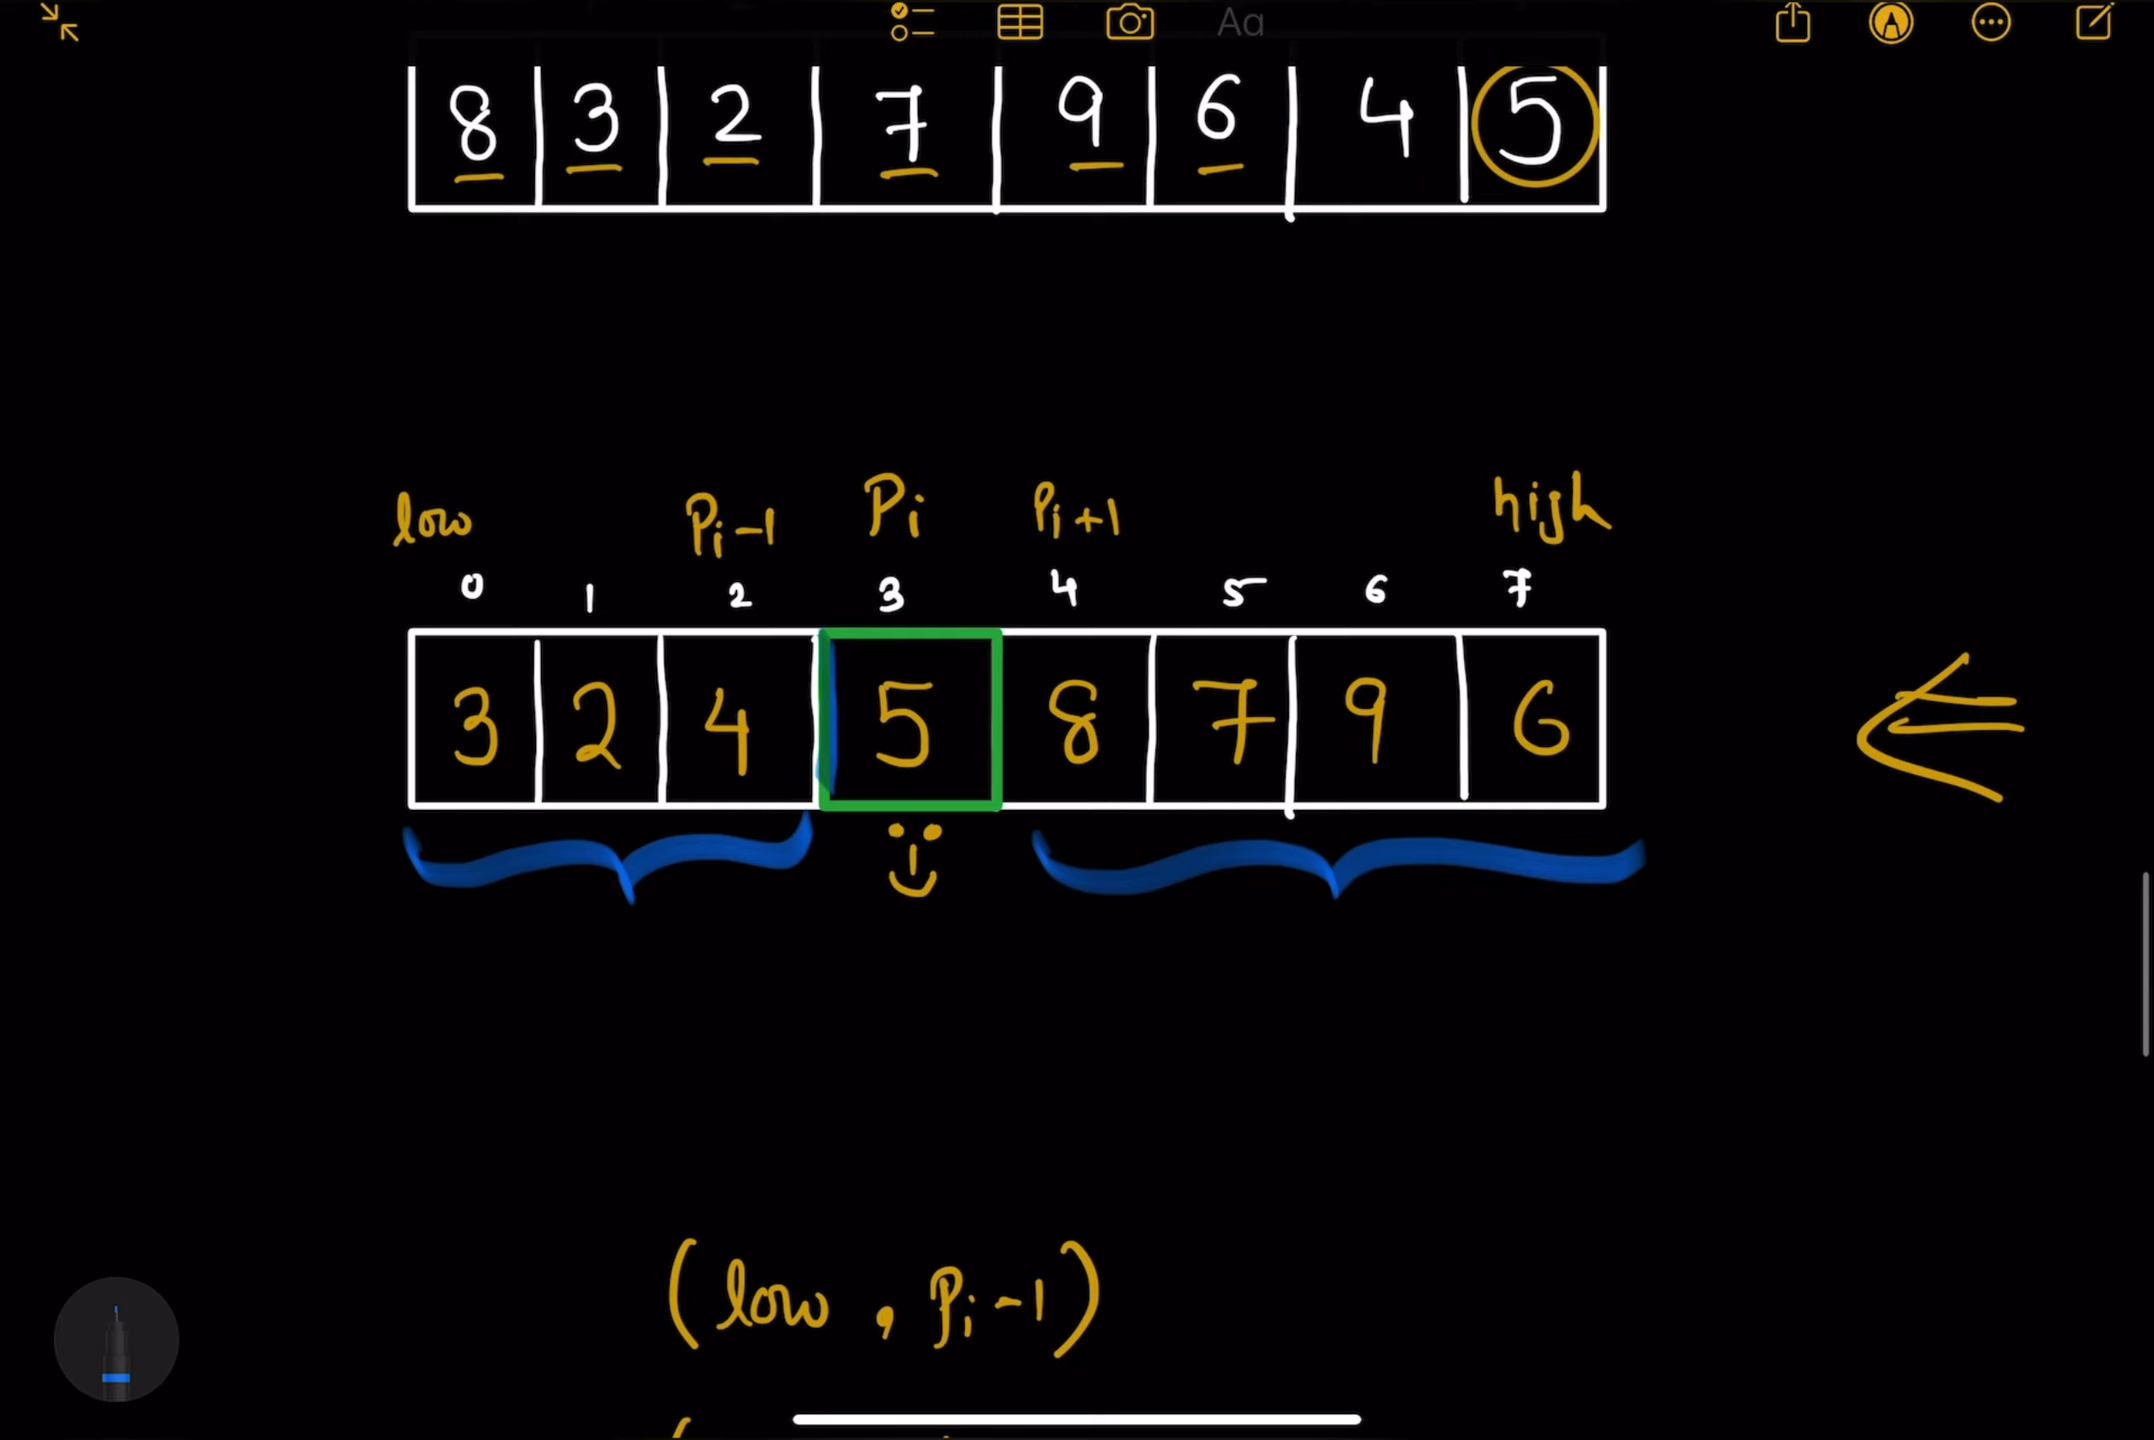 Aa
8 3 2 7 9 6 4 5
low Pi-1 Pi Pi+1 high
0 1 2 3 4 5 6 7
3 2 4 5 8 7 9 6
(low , Pi-1)